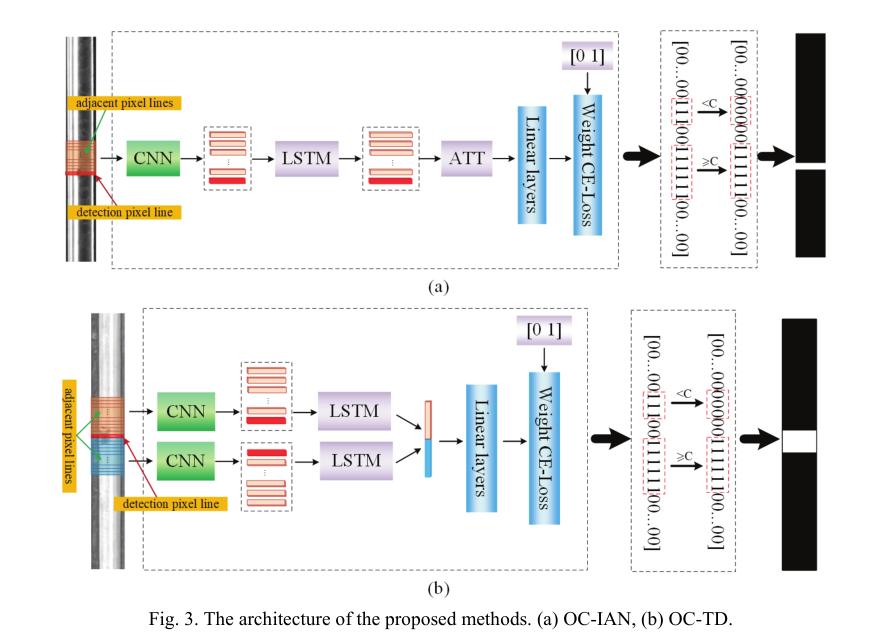 adjacent pixel lines
detection pixel line
CNN
LSTM
ATT
Linear layers
Weight CE-Loss
[0 1]
[00...00111001111100...00]
<C
≥C
[00...00000001111100...00]
(a)
adjacent pixel lines
detection pixel line
CNN
CNN
LSTM
LSTM
Linear layers
Weight CE-Loss
[0 1]
[00...00111001111100...00]
<C
≥C
[00...00000001111100...00]
(b)
Fig. 3. The architecture of the proposed methods. (a) OC-IAN, (b) OC-TD.